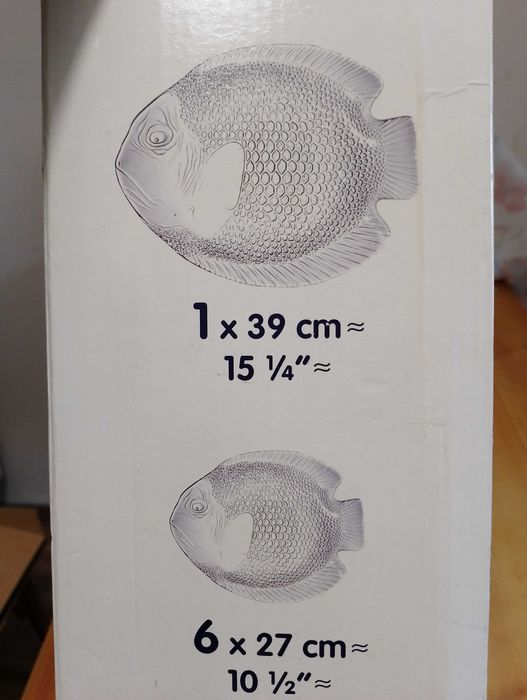 1 x 39 cm ≈
15 ¼" ≈
6 x 27 cm ≈
10 ½" ≈